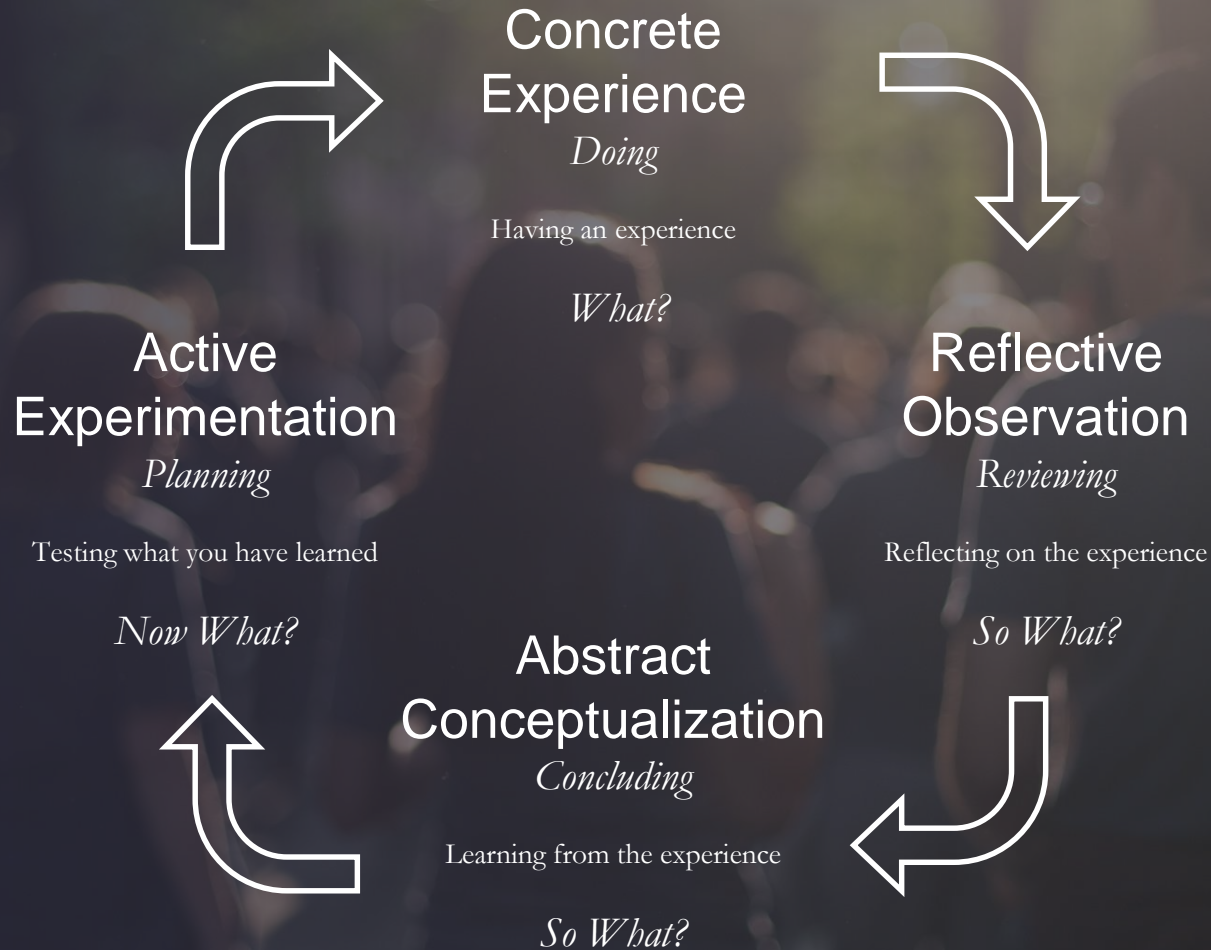 Concrete
Experience
Doing
Having an experience
What?
Reflective
Observation
Reviewing
Reflecting on the experience
So What?
Abstract
Conceptualization
Concluding
Learning from the experience
So What?
Active
Experimentation
Planning
Testing what you have learned
Now What?